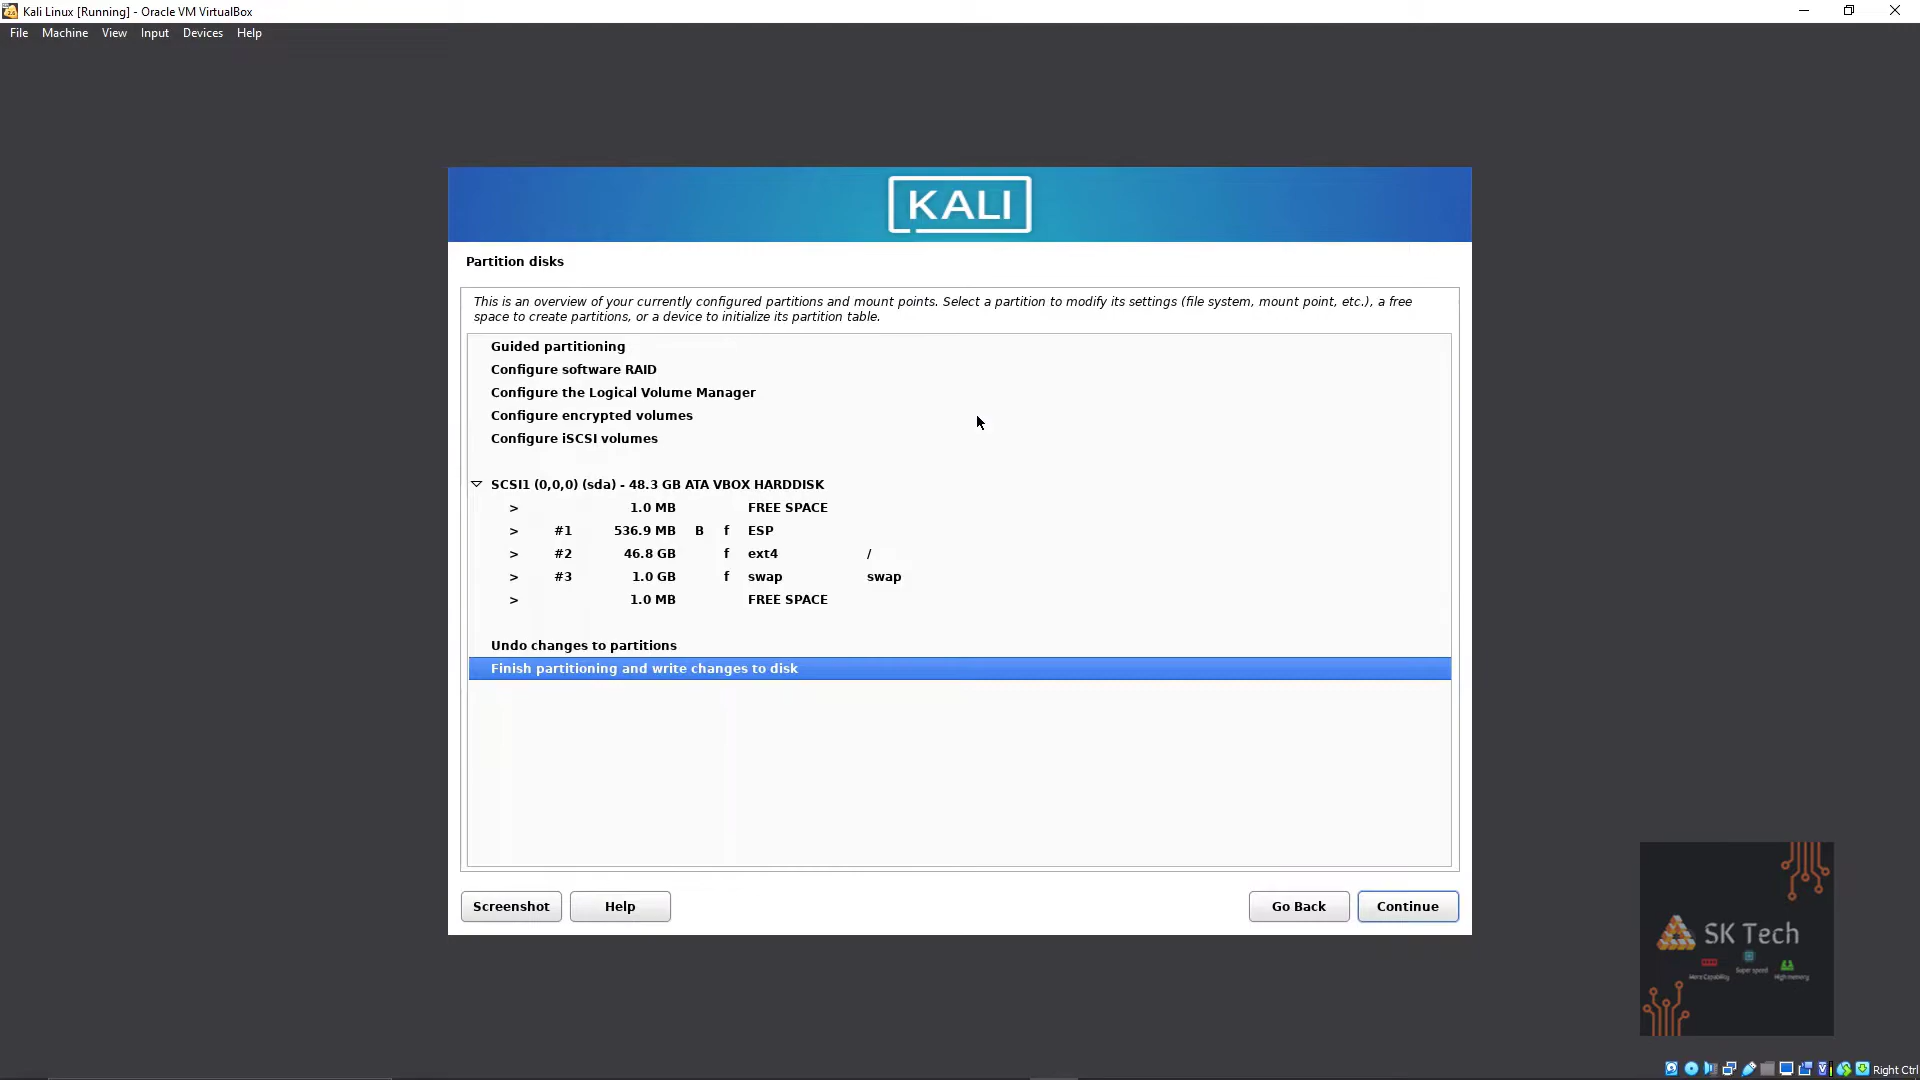 Kali Linux [Running] - Oracle VM VirtualBox
File Machine View Input Devices Help
KALI
Partition disks
This is an overview of your currently configured partitions and mount points. Select a partition to modify its settings (file system, mount point, etc.), a free
space to create partitions, or a device to initialize its partition table.
Guided partitioning
Configure software RAID
Configure the Logical Volume Manager
Configure encrypted volumes
Configure iSCSI volumes
SCSI1 (0,0,0) (sda) - 48.3 GB ATA VBOX HARDDISK
> 1.0 MB FREE SPACE
> #1 536.9 MB B f ESP
> #2 46.8 GB f ext4 /
> #3 1.0 GB f swap swap
> 1.0 MB FREE SPACE
Undo changes to partitions
Finish partitioning and write changes to disk
Screenshot Help Go Back Continue
SK Tech
More Capability Super speed High memory
Right Ctrl